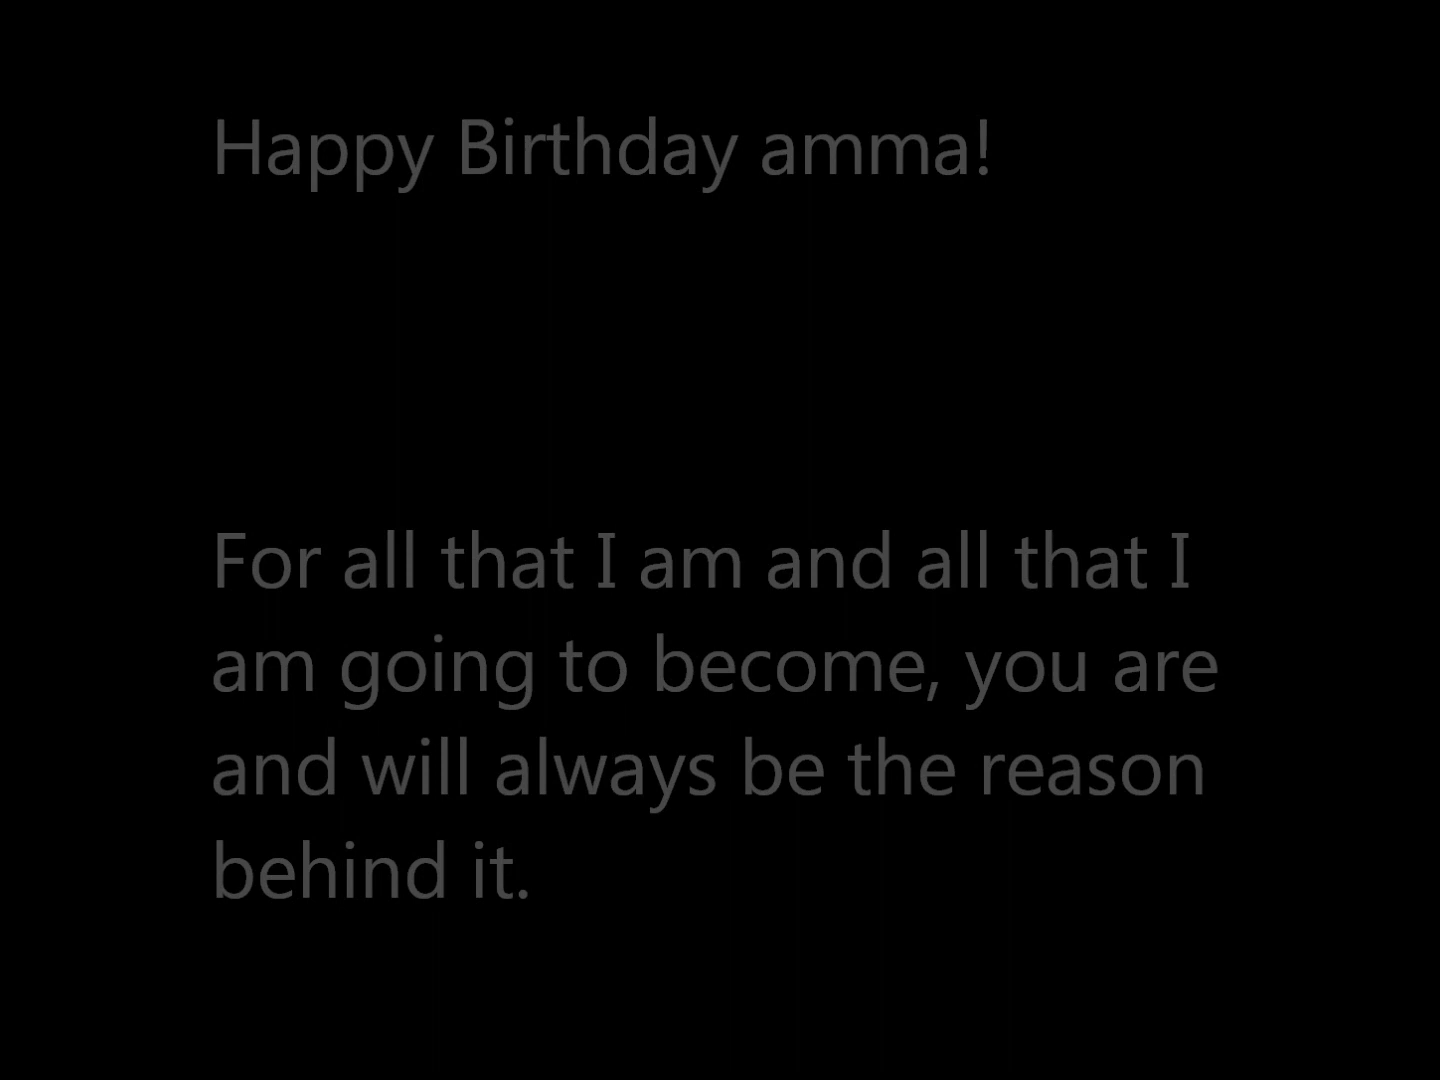 Happy Birthday amma!
For all that I am and all that I
am going to become, you are
and will always be the reason
behind it.